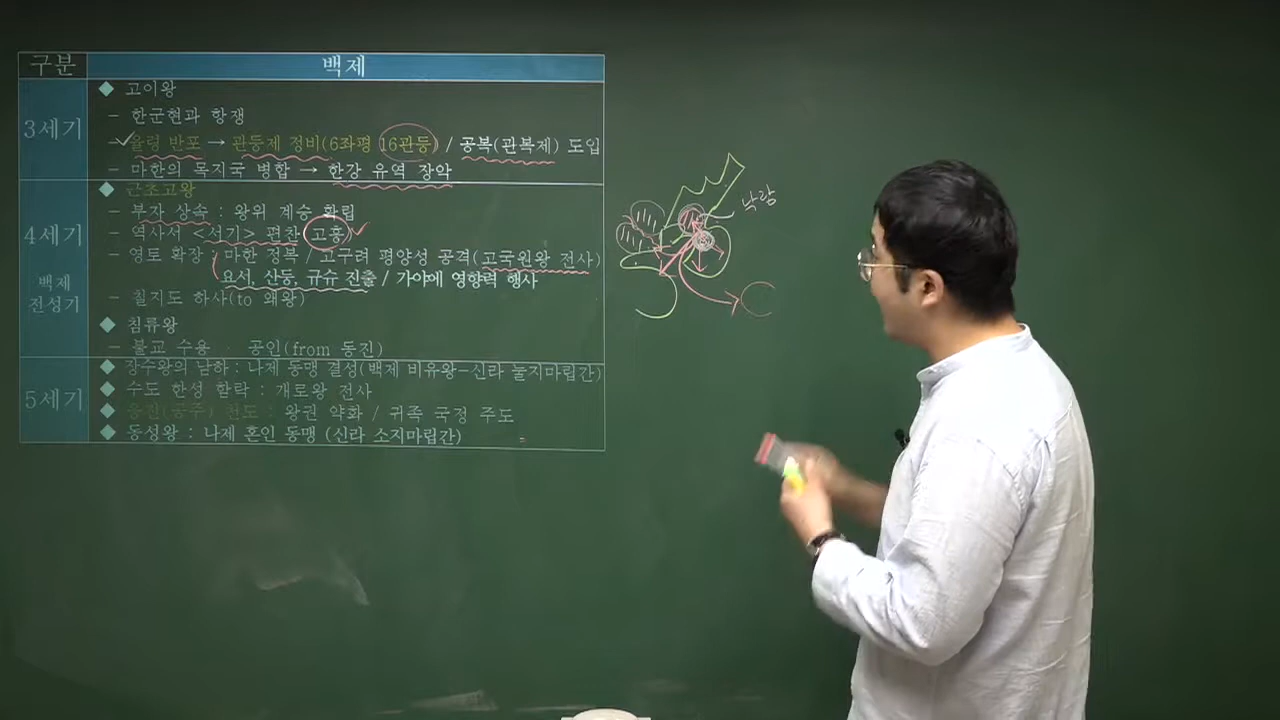 구분 백제
3세기
◆ 고이왕
- 한군현과 항쟁
- 율령 반포 → 관등제 정비(6좌평 16관등) / 공복(관복제) 도입
- 마한의 목지국 병합 → 한강 유역 장악
4세기
백제
전성기
◆ 근초고왕
- 부자 상속 : 왕위 계승 확립
- 역사서 <서기> 편찬(고흥)
- 영토 확장 : 마한 정복 / 고구려 평양성 공격(고국원왕 전사)
요서, 산둥, 규슈 진출 / 가야에 영향력 행사
- 칠지도 하사(to 왜왕)
◆ 침류왕
- 불교 수용 · 공인(from 동진)
5세기
◆ 장수왕의 남하 : 나제 동맹 결성(백제 비유왕-신라 눌지마립간)
◆ 수도 한성 함락 : 개로왕 전사
◆ 웅진(공주) 천도 : 왕권 약화 / 귀족 국정 주도
◆ 동성왕 : 나제 혼인 동맹 (신라 소지마립간)
낙랑